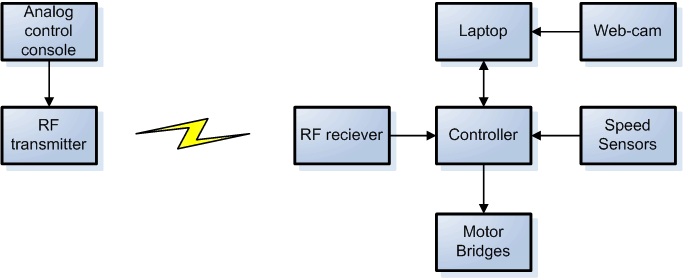 Analog
control
console
Laptop
Web-cam
RF
transmitter
RF reciever
Controller
Speed
Sensors
Motor
Bridges